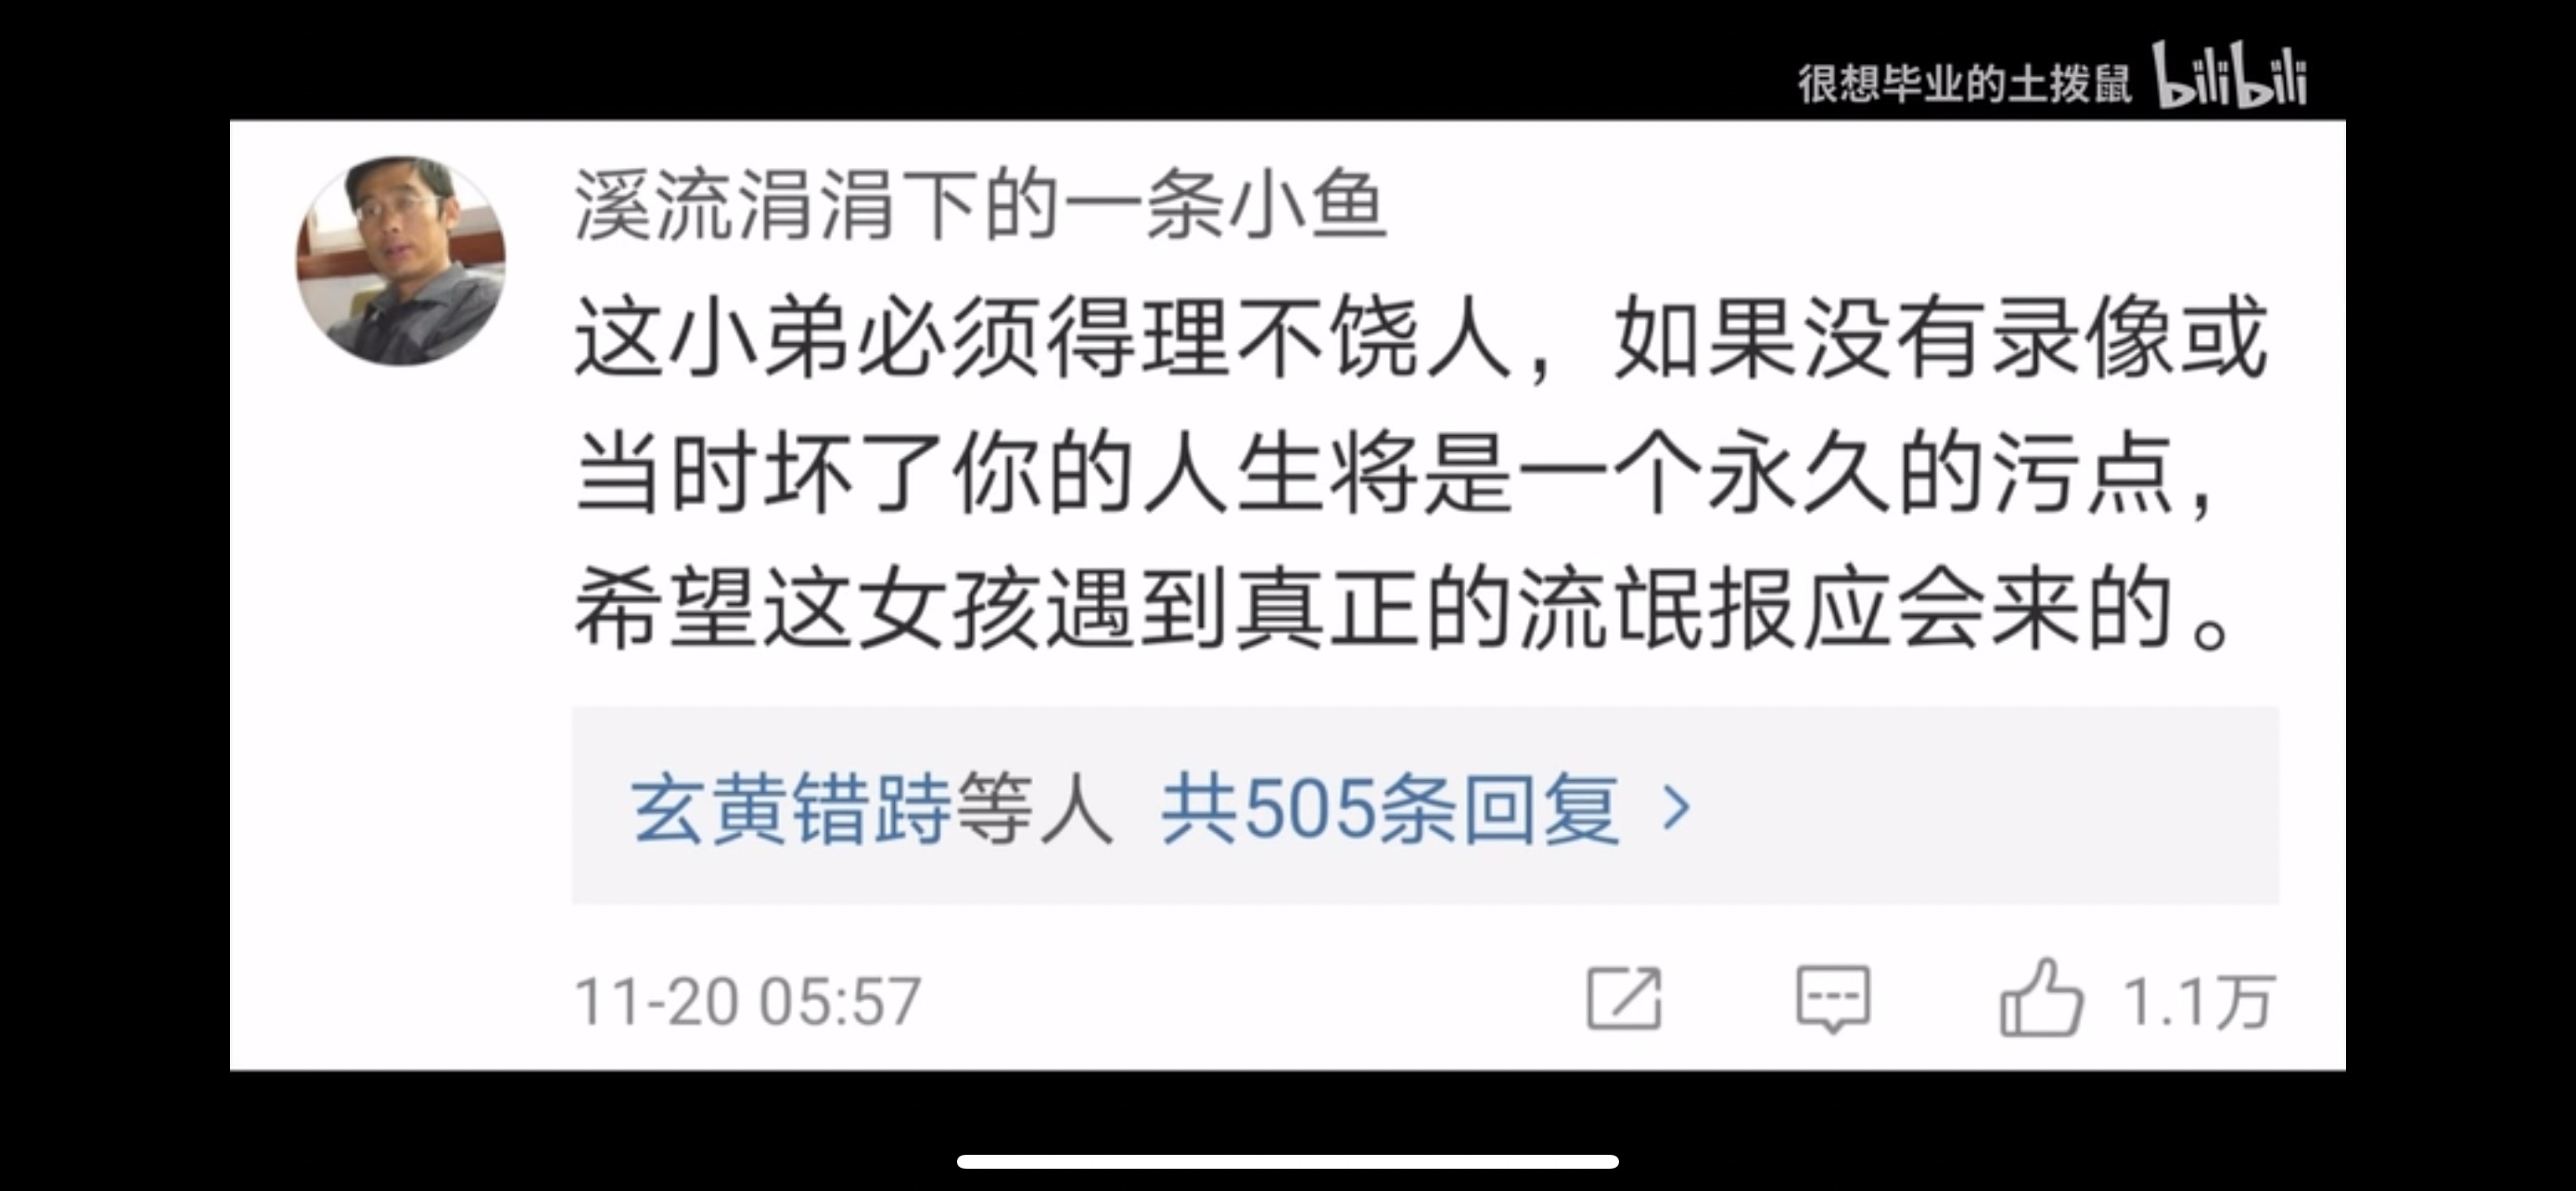 很想毕业的土拨鼠 bilibili
溪流涓涓下的一条小鱼
这小弟必须得理不饶人，如果没有录像或
当时坏了你的人生将是一个永久的污点，
希望这女孩遇到真正的流氓报应会来的。
玄黄错跱等人 共505条回复 >
11-20 05:57 1.1万